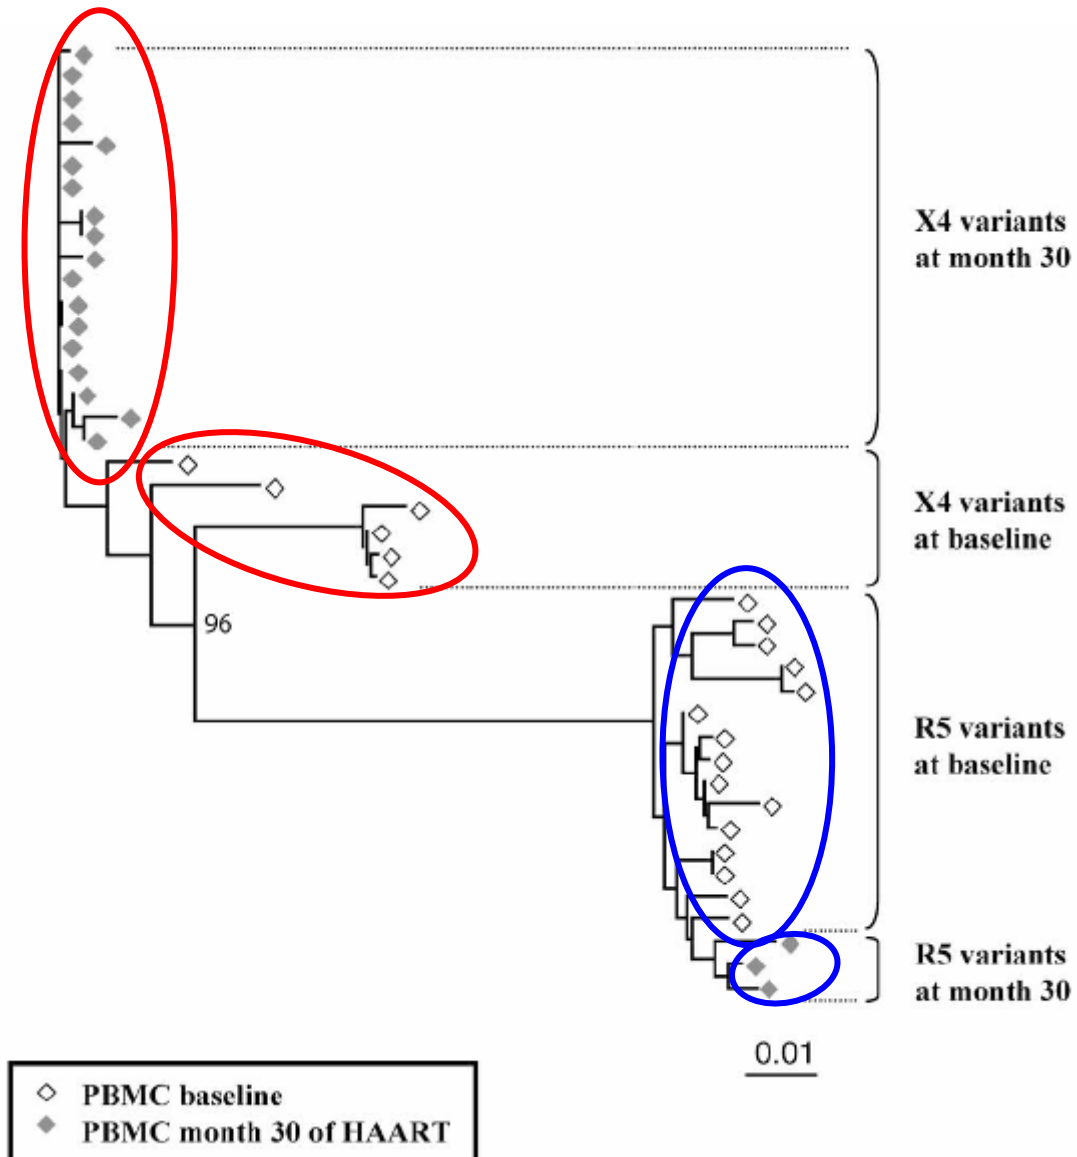 X4 variants
at month 30
X4 variants
at baseline
96
R5 variants
at baseline
R5 variants
at month 30
0.01
PBMC baseline
PBMC month 30 of HAART